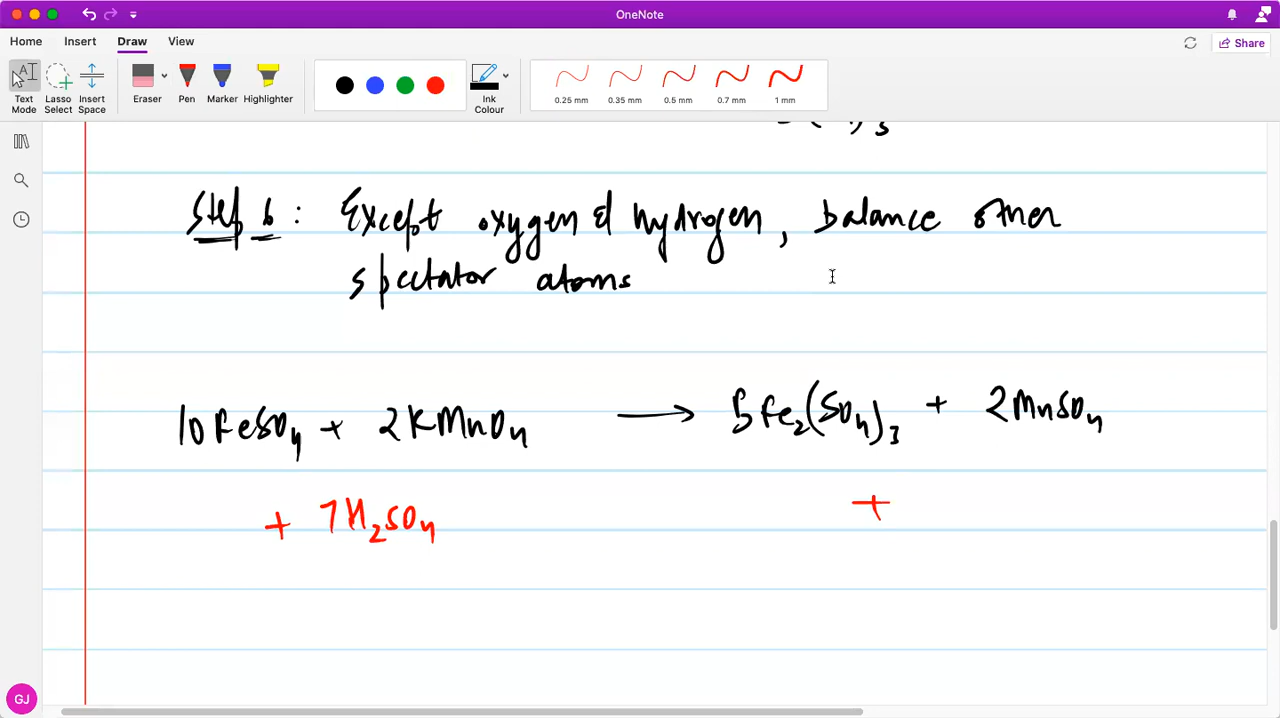 OneNote
Home Insert Draw View
Share
Text Mode
Lasso Select
Insert Space
Eraser
Pen
Marker
Highlighter
Ink Colour
0.25 mm
0.35 mm
0.5 mm
0.7 mm
1 mm
Step 6 : Except oxygen & hydrogen, balance other
spectator atoms
10 FeSO4 + 2KMnO4 → 5Fe2(SO4)3 + 2MnSO4
+ 7H2SO4 +
GJ